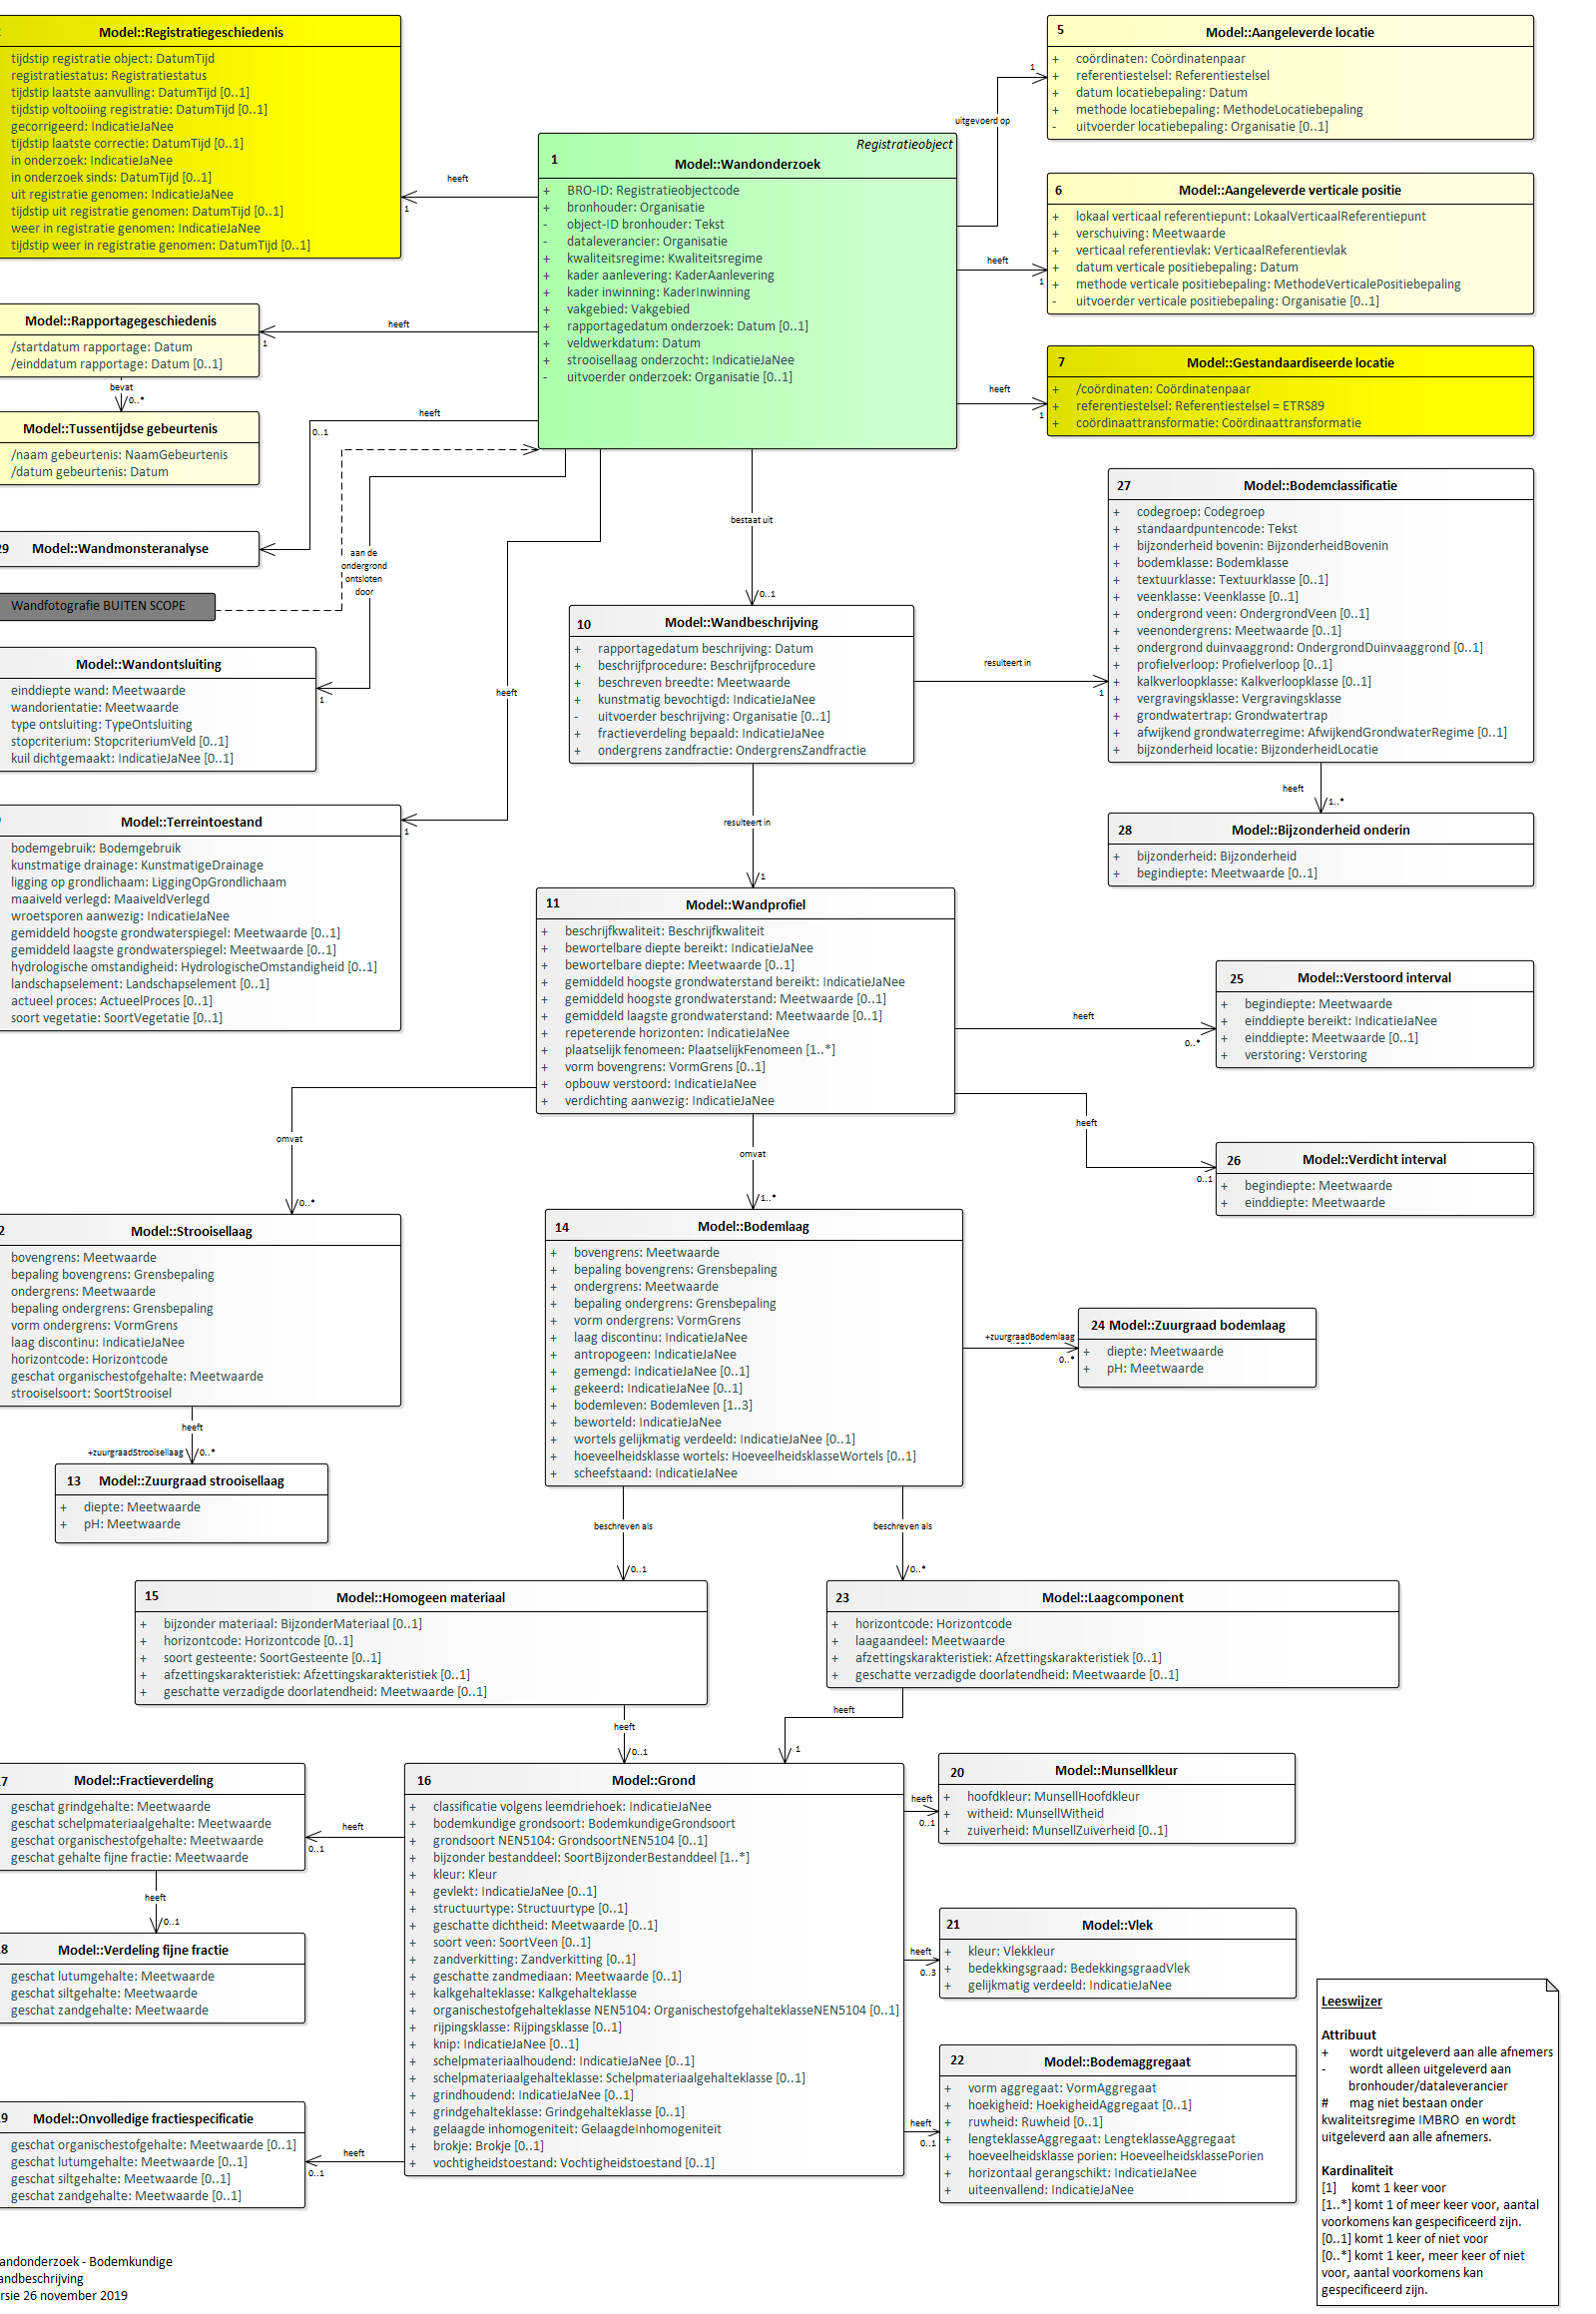 Model::Registratiegeschiedenis
tijdstip registratie object: DatumTijd
registratiestatus: Registratiestatus
tijdstip laatste aanvulling: DatumTijd [0..1]
tijdstip voltooiing registratie: DatumTijd [0..1]
gecorrigeerd: IndicatieJaNee
tijdstip laatste correctie: DatumTijd [0..1]
in onderzoek: IndicatieJaNee
in onderzoek sinds: DatumTijd [0..1]
uit registratie genomen: IndicatieJaNee
tijdstip uit registratie genomen: DatumTijd [0..1]
weer in registratie genomen: IndicatieJaNee
tijdstip weer in registratie genomen: DatumTijd [0..1]
heeft
1
Registratieobject
1 Model::Wandonderzoek
+ BRO-ID: Registratieobjectcode
+ bronhouder: Organisatie
- object-ID bronhouder: Tekst
- dataleverancier: Organisatie
+ kwaliteitsregime: Kwaliteitsregime
+ kader aanlevering: KaderAanlevering
+ kader inwinning: KaderInwinning
+ vakgebied: Vakgebied
+ rapportagedatum onderzoek: Datum [0..1]
+ veldwerkdatum: Datum
+ strooisellaag onderzocht: IndicatieJaNee
- uitvoerder onderzoek: Organisatie [0..1]
uitgevoerd op
1
5 Model::Aangeleverde locatie
+ coördinaten: Coördinatenpaar
+ referentiestelsel: Referentiestelsel
+ datum locatiebepaling: Datum
+ methode locatiebepaling: MethodeLocatiebepaling
- uitvoerder locatiebepaling: Organisatie [0..1]
heeft
1
6 Model::Aangeleverde verticale positie
+ lokaal verticaal referentiepunt: LokaalVerticaalReferentiepunt
+ verschuiving: Meetwaarde
+ verticaal referentievlak: VerticaalReferentievlak
+ datum verticale positiebepaling: Datum
+ methode verticale positiebepaling: MethodeVerticalePositiebepaling
- uitvoerder verticale positiebepaling: Organisatie [0..1]
heeft
1
7 Model::Gestandaardiseerde locatie
+ /coördinaten: Coördinatenpaar
+ referentiestelsel: Referentiestelsel = ETRS89
+ coördinaattransformatie: Coördinaattransformatie
heeft
1
Model::Rapportagegeschiedenis
/startdatum rapportage: Datum
/einddatum rapportage: Datum [0..1]
bevat
0..*
Model::Tussentijdse gebeurtenis
/naam gebeurtenis: NaamGebeurtenis
/datum gebeurtenis: Datum
heeft
0..1
29 Model::Wandmonsteranalyse
Wandfotografie BUITEN SCOPE
aan de
ondergrond
ontsloten
door
1
Model::Wandontsluiting
einddiepte wand: Meetwaarde
wandorientatie: Meetwaarde
type ontsluiting: TypeOntsluiting
stopcriterium: StopcriteriumVeld [0..1]
kuil dichtgemaakt: IndicatieJaNee [0..1]
heeft
1
Model::Terreintoestand
bodemgebruik: Bodemgebruik
kunstmatige drainage: KunstmatigeDrainage
ligging op grondlichaam: LiggingOpGrondlichaam
maaiveld verlegd: MaaiveldVerlegd
wroetsporen aanwezig: IndicatieJaNee
gemiddeld hoogste grondwaterspiegel: Meetwaarde [0..1]
gemiddeld laagste grondwaterspiegel: Meetwaarde [0..1]
hydrologische omstandigheid: HydrologischeOmstandigheid [0..1]
landschapselement: Landschapselement [0..1]
actueel proces: ActueelProces [0..1]
soort vegetatie: SoortVegetatie [0..1]
bestaat uit
0..1
10 Model::Wandbeschrijving
+ rapportagedatum beschrijving: Datum
+ beschrijfprocedure: Beschrijfprocedure
+ beschreven breedte: Meetwaarde
+ kunstmatig bevochtigd: IndicatieJaNee
- uitvoerder beschrijving: Organisatie [0..1]
+ fractieverdeling bepaald: IndicatieJaNee
+ ondergrens zandfractie: OndergrensZandfractie
resulteert in
1
27 Model::Bodemclassificatie
+ codegroep: Codegroep
+ standaardpuntencode: Tekst
+ bijzonderheid bovenin: BijzonderheidBovenin
+ bodemklasse: Bodemklasse
+ textuurklasse: Textuurklasse [0..1]
+ veenklasse: Veenklasse [0..1]
+ ondergrond veen: OndergrondVeen [0..1]
+ veenondergrens: Meetwaarde [0..1]
+ ondergrond duinvaaggrond: OndergrondDuinvaaggrond [0..1]
+ profielverloop: Profielverloop [0..1]
+ kalkverloopklasse: Kalkverloopklasse [0..1]
+ vergravingsklasse: Vergravingsklasse
+ grondwatertrap: Grondwatertrap
+ afwijkend grondwaterregime: AfwijkendGrondwaterRegime [0..1]
+ bijzonderheid locatie: BijzonderheidLocatie
heeft
1..*
28 Model::Bijzonderheid onderin
+ bijzonderheid: Bijzonderheid
+ begindiepte: Meetwaarde [0..1]
resulteert in
1
11 Model::Wandprofiel
+ beschrijfkwaliteit: Beschrijfkwaliteit
+ bewortelbare diepte bereikt: IndicatieJaNee
+ bewortelbare diepte: Meetwaarde [0..1]
+ gemiddeld hoogste grondwaterstand bereikt: IndicatieJaNee
+ gemiddeld hoogste grondwaterstand: Meetwaarde [0..1]
+ gemiddeld laagste grondwaterstand: Meetwaarde [0..1]
+ repeterende horizonten: IndicatieJaNee
+ plaatselijk fenomeen: PlaatselijkFenomeen [1..*]
+ vorm bovengrens: VormGrens [0..1]
+ opbouw verstoord: IndicatieJaNee
+ verdichting aanwezig: IndicatieJaNee
heeft
0..*
25 Model::Verstoord interval
+ begindiepte: Meetwaarde
+ einddiepte bereikt: IndicatieJaNee
+ einddiepte: Meetwaarde [0..1]
+ verstoring: Verstoring
heeft
0..1
26 Model::Verdicht interval
+ begindiepte: Meetwaarde
+ einddiepte: Meetwaarde
omvat
0..*
2 Model::Strooisellaag
bovengrens: Meetwaarde
bepaling bovengrens: Grensbepaling
ondergrens: Meetwaarde
bepaling ondergrens: Grensbepaling
vorm ondergrens: VormGrens
laag discontinu: IndicatieJaNee
horizontcode: Horizontcode
geschat organischestofgehalte: Meetwaarde
strooiselsoort: SoortStrooisel
heeft
+zuurgraadStrooisellaag 0..*
13 Model::Zuurgraad strooisellaag
+ diepte: Meetwaarde
+ pH: Meetwaarde
omvat
1..*
14 Model::Bodemlaag
+ bovengrens: Meetwaarde
+ bepaling bovengrens: Grensbepaling
+ ondergrens: Meetwaarde
+ bepaling ondergrens: Grensbepaling
+ vorm ondergrens: VormGrens
+ laag discontinu: IndicatieJaNee
+ antropogeen: IndicatieJaNee
+ gemengd: IndicatieJaNee [0..1]
+ gekeerd: IndicatieJaNee [0..1]
+ bodemleven: Bodemleven [1..3]
+ beworteld: IndicatieJaNee
+ wortels gelijkmatig verdeeld: IndicatieJaNee [0..1]
+ hoeveelheidsklasse wortels: HoeveelheidsklasseWortels [0..1]
+ scheefstaand: IndicatieJaNee
+zuurgraadBodemlaag
0..*
24 Model::Zuurgraad bodemlaag
+ diepte: Meetwaarde
+ pH: Meetwaarde
beschreven als
0..1
beschreven als
0..*
15 Model::Homogeen materiaal
+ bijzonder materiaal: BijzonderMateriaal [0..1]
+ horizontcode: Horizontcode [0..1]
+ soort gesteente: SoortGesteente [0..1]
+ afzettingskarakteristiek: Afzettingskarakteristiek [0..1]
+ geschatte verzadigde doorlatendheid: Meetwaarde [0..1]
23 Model::Laagcomponent
+ horizontcode: Horizontcode
+ laagaandeel: Meetwaarde
+ afzettingskarakteristiek: Afzettingskarakteristiek [0..1]
+ geschatte verzadigde doorlatendheid: Meetwaarde [0..1]
heeft
0..1
heeft
1
7 Model::Fractieverdeling
geschat grindgehalte: Meetwaarde
geschat schelpmateriaalgehalte: Meetwaarde
geschat organischestofgehalte: Meetwaarde
geschat gehalte fijne fractie: Meetwaarde
heeft
0..1
heeft
0..1
8 Model::Verdeling fijne fractie
geschat lutumgehalte: Meetwaarde
geschat siltgehalte: Meetwaarde
geschat zandgehalte: Meetwaarde
9 Model::Onvolledige fractiespecificatie
geschat organischestofgehalte: Meetwaarde [0..1]
geschat lutumgehalte: Meetwaarde [0..1]
geschat siltgehalte: Meetwaarde [0..1]
geschat zandgehalte: Meetwaarde [0..1]
heeft
0..1
16 Model::Grond
+ classificatie volgens leemdriehoek: IndicatieJaNee
+ bodemkundige grondsoort: BodemkundigeGrondsoort
+ grondsoort NEN5104: GrondsoortNEN5104 [0..1]
+ bijzonder bestanddeel: SoortBijzonderBestanddeel [1..*]
+ kleur: Kleur
+ gevlekt: IndicatieJaNee [0..1]
+ structuurtype: Structuurtype [0..1]
+ geschatte dichtheid: Meetwaarde [0..1]
+ soort veen: SoortVeen [0..1]
+ zandverkitting: Zandverkitting [0..1]
+ geschatte zandmediaan: Meetwaarde [0..1]
+ kalkgehalteklasse: Kalkgehalteklasse
+ organischestofgehalteklasse NEN5104: OrganischestofgehalteklasseNEN5104 [0..1]
+ rijpingsklasse: Rijpingsklasse [0..1]
+ knip: IndicatieJaNee [0..1]
+ schelpmateriaalhoudend: IndicatieJaNee [0..1]
+ schelpmateriaalgehalteklasse: Schelpmateriaalgehalteklasse [0..1]
+ grindhoudend: IndicatieJaNee [0..1]
+ grindgehalteklasse: Grindgehalteklasse [0..1]
+ gelaagde inhomogeniteit: GelaagdeInhomogeniteit
+ brokje: Brokje [0..1]
+ vochtigheidstoestand: Vochtigheidstoestand [0..1]
heeft
0..1
20 Model::Munsellkleur
+ hoofdkleur: MunsellHoofdkleur
+ witheid: MunsellWitheid
+ zuiverheid: MunsellZuiverheid [0..1]
heeft
0..3
21 Model::Vlek
+ kleur: Vlekkleur
+ bedekkingsgraad: BedekkingsgraadVlek
+ gelijkmatig verdeeld: IndicatieJaNee
heeft
0..1
22 Model::Bodemaggregaat
+ vorm aggregaat: VormAggregaat
+ hoekigheid: HoekigheidAggregaat [0..1]
+ ruwheid: Ruwheid [0..1]
+ lengteklasseAggregaat: LengteklasseAggregaat
+ hoeveelheidsklasse porien: HoeveelheidsklassePorien
+ horizontaal gerangschikt: IndicatieJaNee
+ uiteenvallend: IndicatieJaNee
Leeswijzer
Attribuut
+ wordt uitgeleverd aan alle afnemers
- wordt alleen uitgeleverd aan
bronhouder/dataleverancier
# mag niet bestaan onder
kwaliteitsregime IMBRO en wordt
uitgeleverd aan alle afnemers.
Kardinaliteit
[1] komt 1 keer voor
[1..*] komt 1 of meer keer voor, aantal
voorkomens kan gespecificeerd zijn.
[0..1] komt 1 keer of niet voor
[0..*] komt 1 keer, meer keer of niet
voor, aantal voorkomens kan
gespecificeerd zijn.
andonderzoek - Bodemkundige
andbeschrijving
rsie 26 november 2019